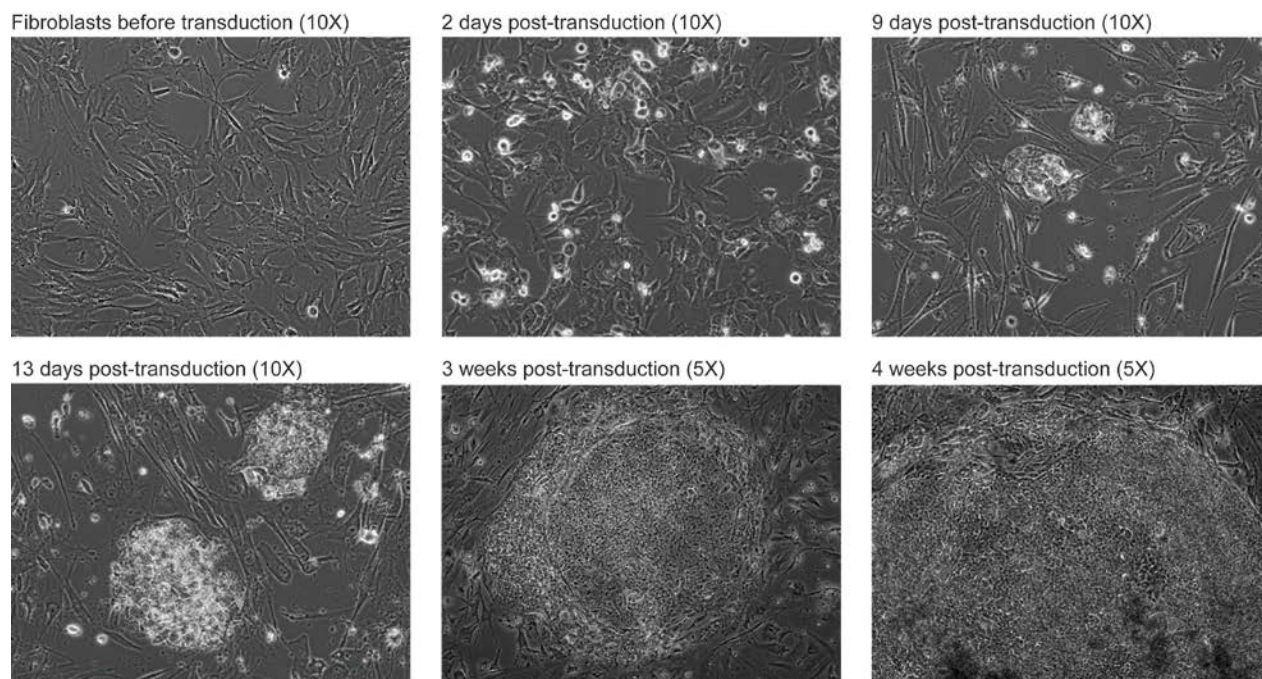 Fibroblasts before transduction (10X)
2 days post-transduction (10X)
9 days post-transduction (10X)
13 days post-transduction (10X)
3 weeks post-transduction (5X)
4 weeks post-transduction (5X)